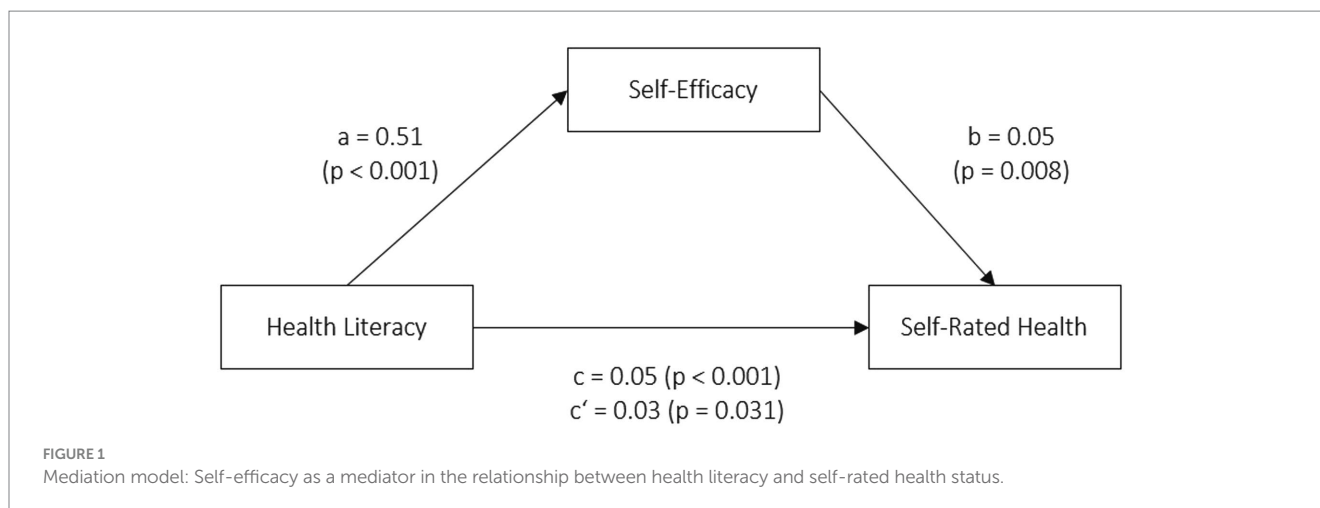 Self-Efficacy
a = 0.51
(p < 0.001)
b = 0.05
(p = 0.008)
Health Literacy
Self-Rated Health
c = 0.05 (p < 0.001)
c‘ = 0.03 (p = 0.031)
FIGURE 1
Mediation model: Self-efficacy as a mediator in the relationship between health literacy and self-rated health status.